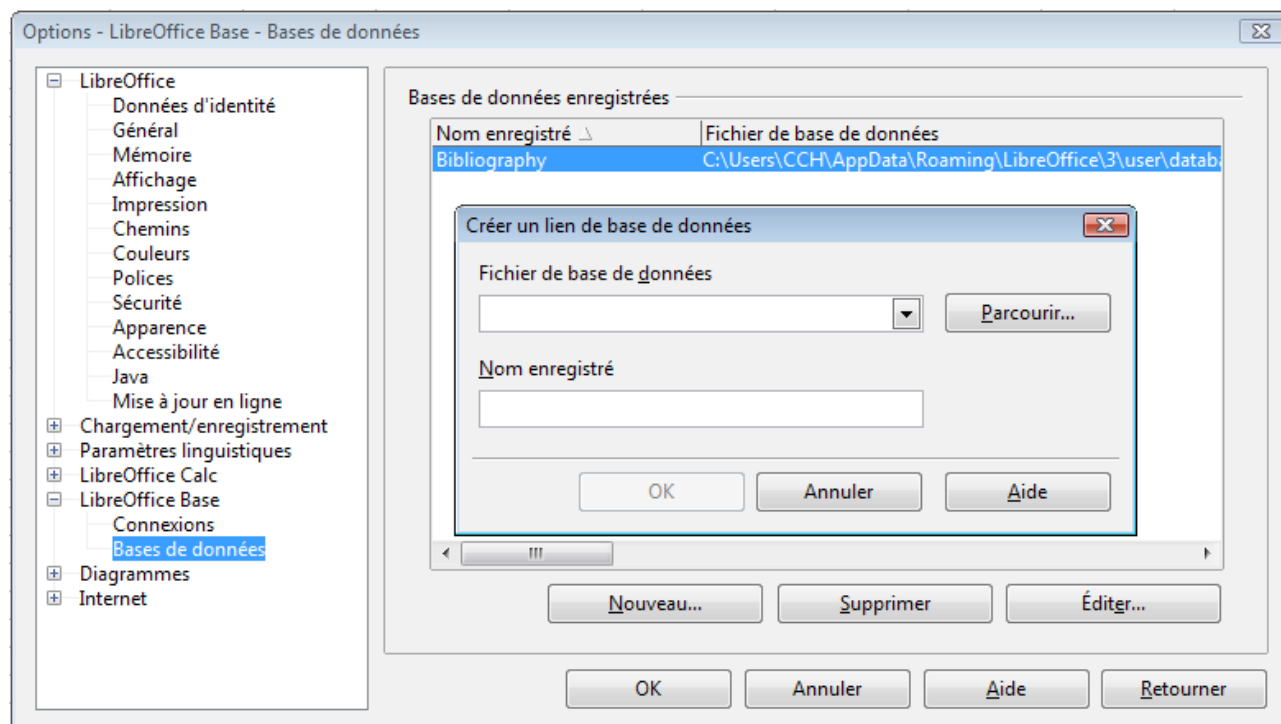 Options - LibreOffice Base - Bases de données
LibreOffice
Données d'identité
Général
Mémoire
Affichage
Impression
Chemins
Couleurs
Polices
Sécurité
Apparence
Accessibilité
Java
Mise à jour en ligne
Chargement/enregistrement
Paramètres linguistiques
LibreOffice Calc
LibreOffice Base
Connexions
Bases de données
Diagrammes
Internet
Bases de données enregistrées
Nom enregistré Fichier de base de données
Bibliography C:\Users\CCH\AppData\Roaming\LibreOffice\3\user\databa
Créer un lien de base de données
Fichier de base de données
Parcourir...
Nom enregistré
OK Annuler Aide
Nouveau... Supprimer Éditer...
OK Annuler Aide Retourner